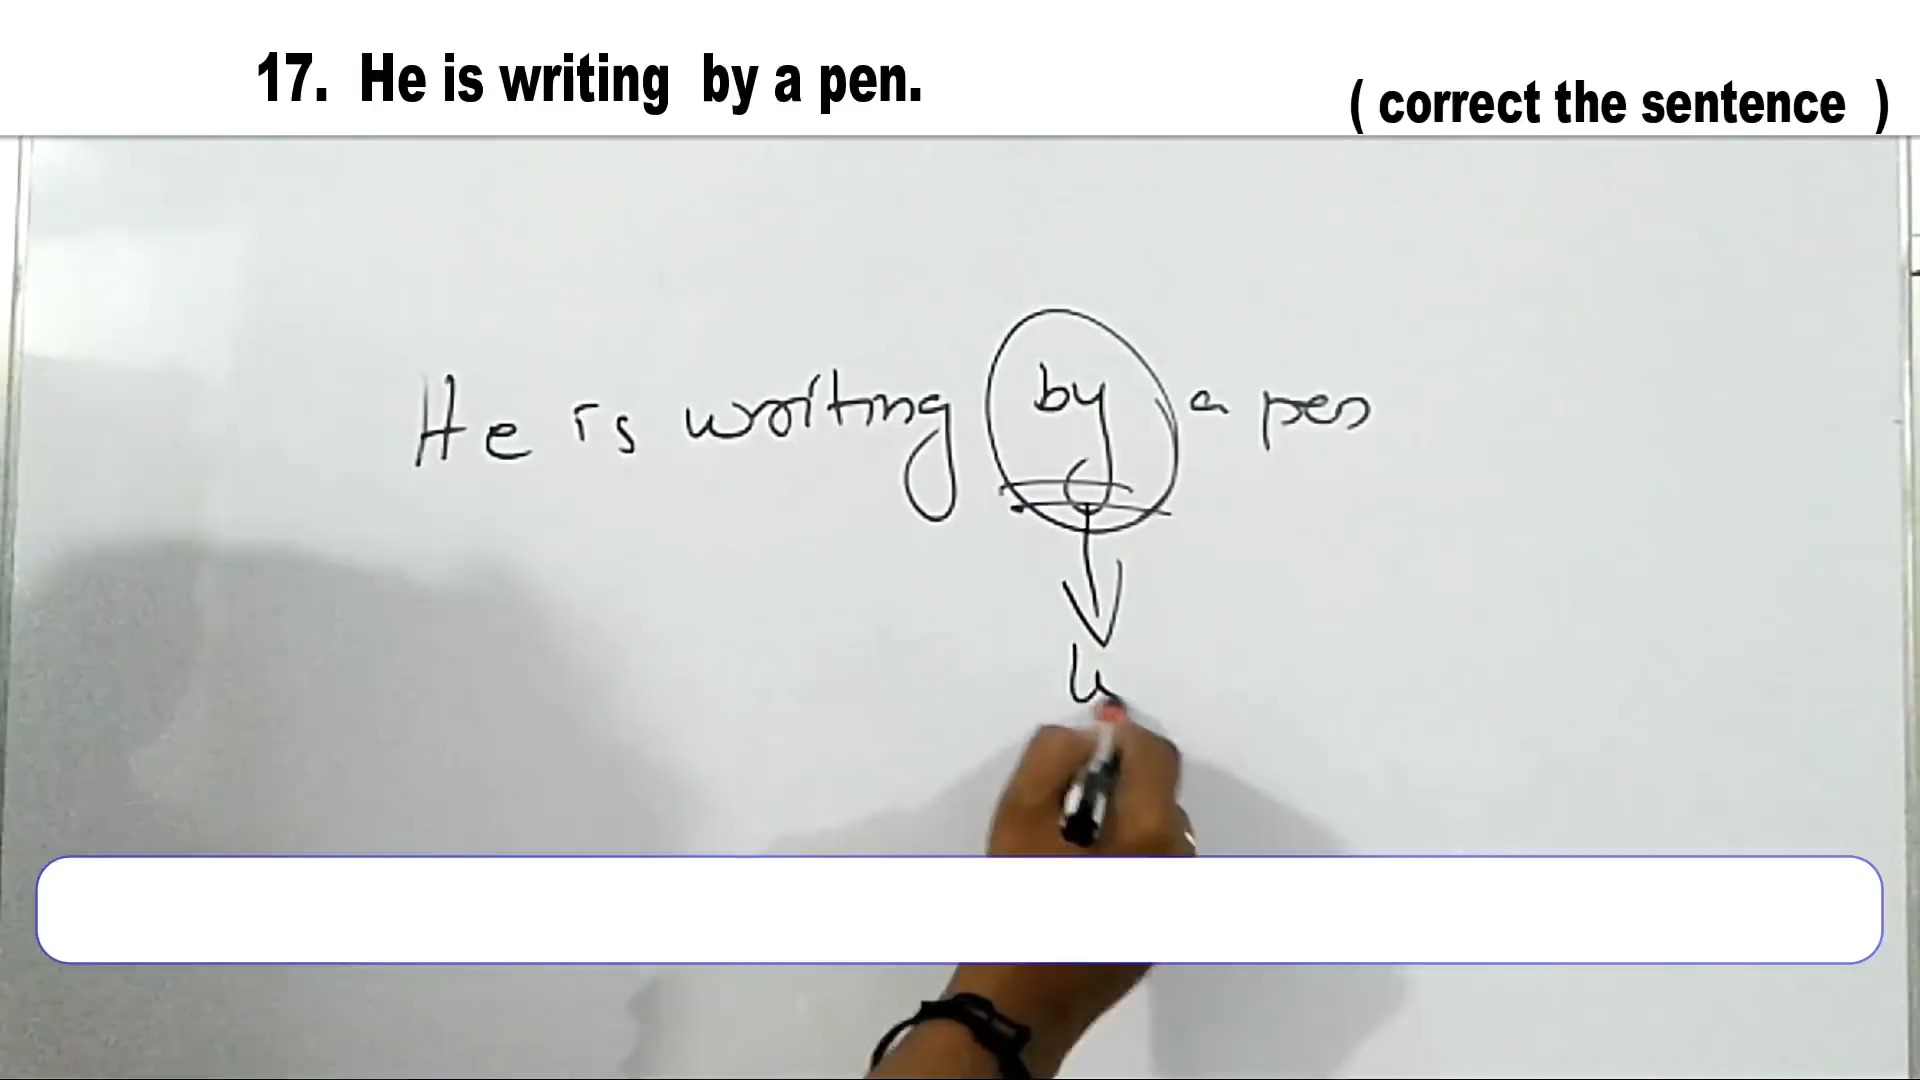 17. He is writing by a pen.
( correct the sentence )
He is writing by a pen